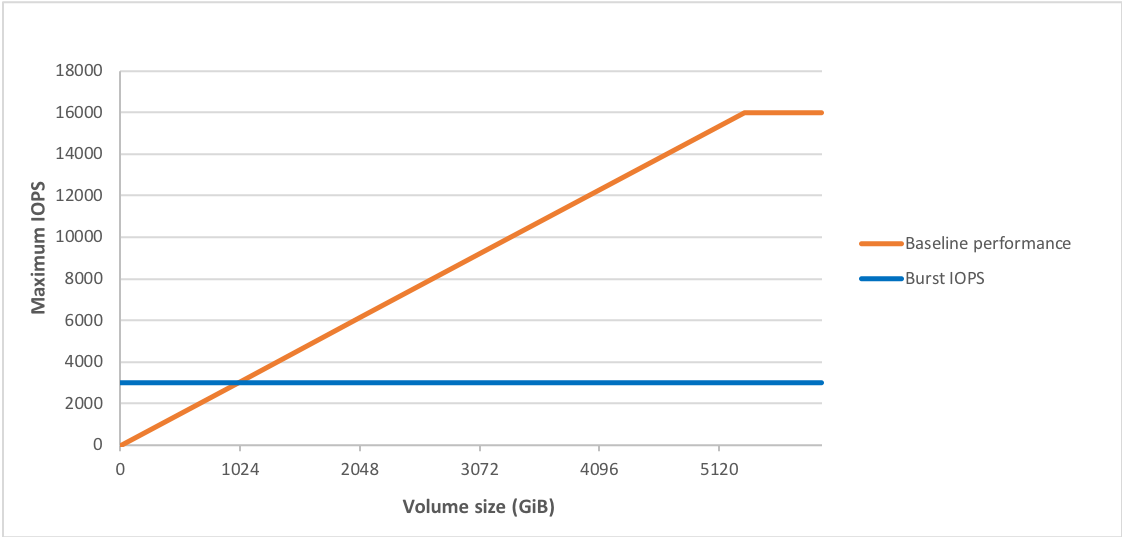 18000
16000
14000
12000
10000
8000
6000
4000
2000
0
Maximum IOPS
0 1024 2048 3072 4096 5120
Volume size (GiB)
Baseline performance
Burst IOPS